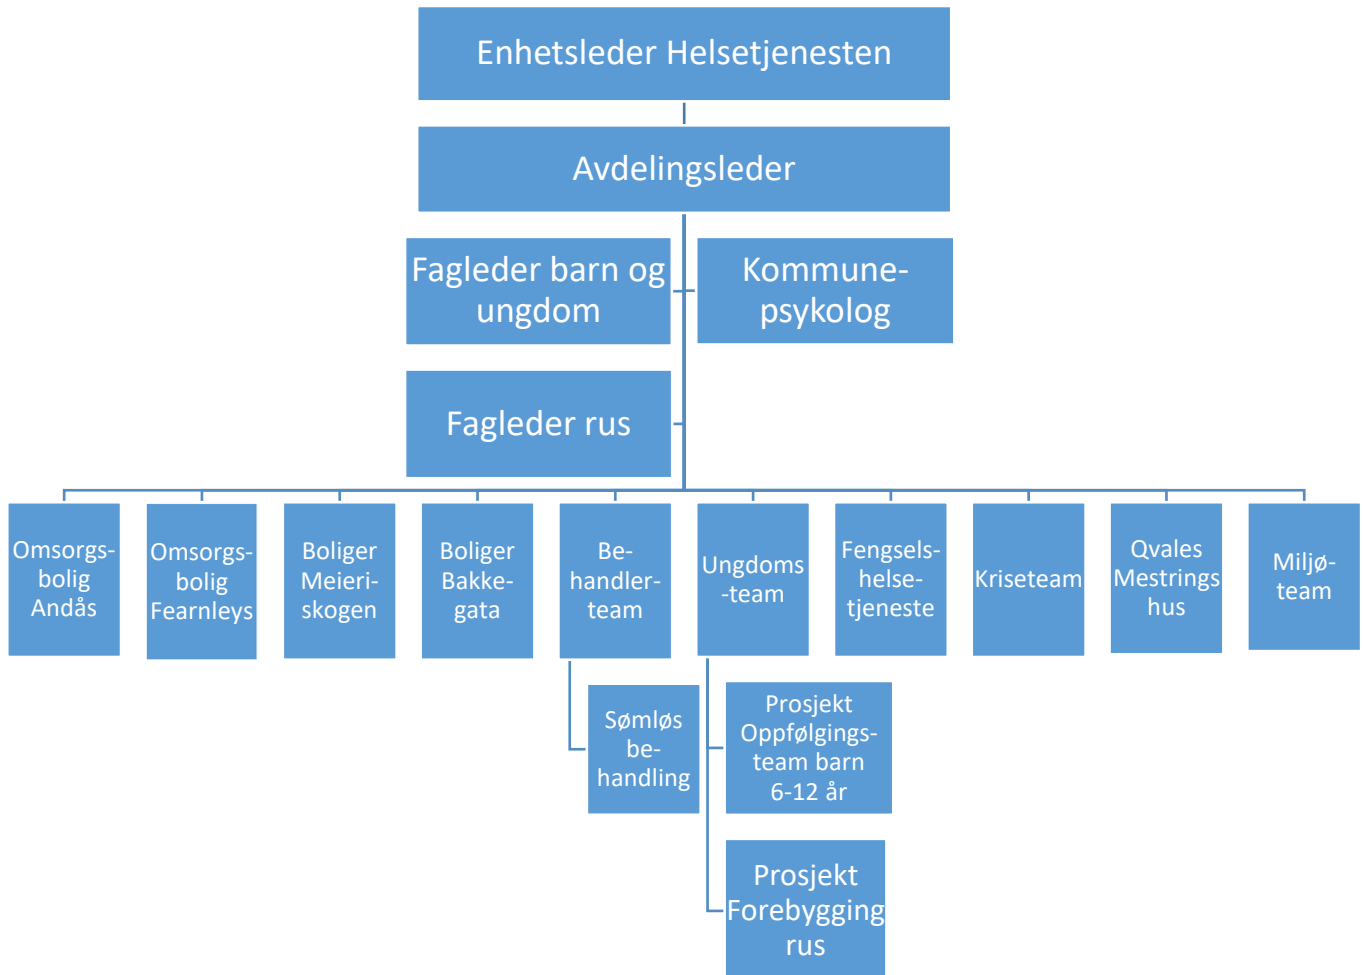 Enhetsleder Helsetjenesten
Avdelingsleder
Fagleder barn og
ungdom
Kommune-
psykolog
Fagleder rus
Omsorgs-
bolig
Andås
Omsorgs-
bolig
Fearnleys
Boliger
Meieri-
skogen
Boliger
Bakke-
gata
Be-
handler-
team
Ungdoms
-team
Fengsels-
helse-
tjeneste
Kriseteam
Qvales
Mestrings
hus
Miljø-
team
Sømløs
be-
handling
Prosjekt
Oppfølgings-
team barn
6-12 år
Prosjekt
Forebygging
rus